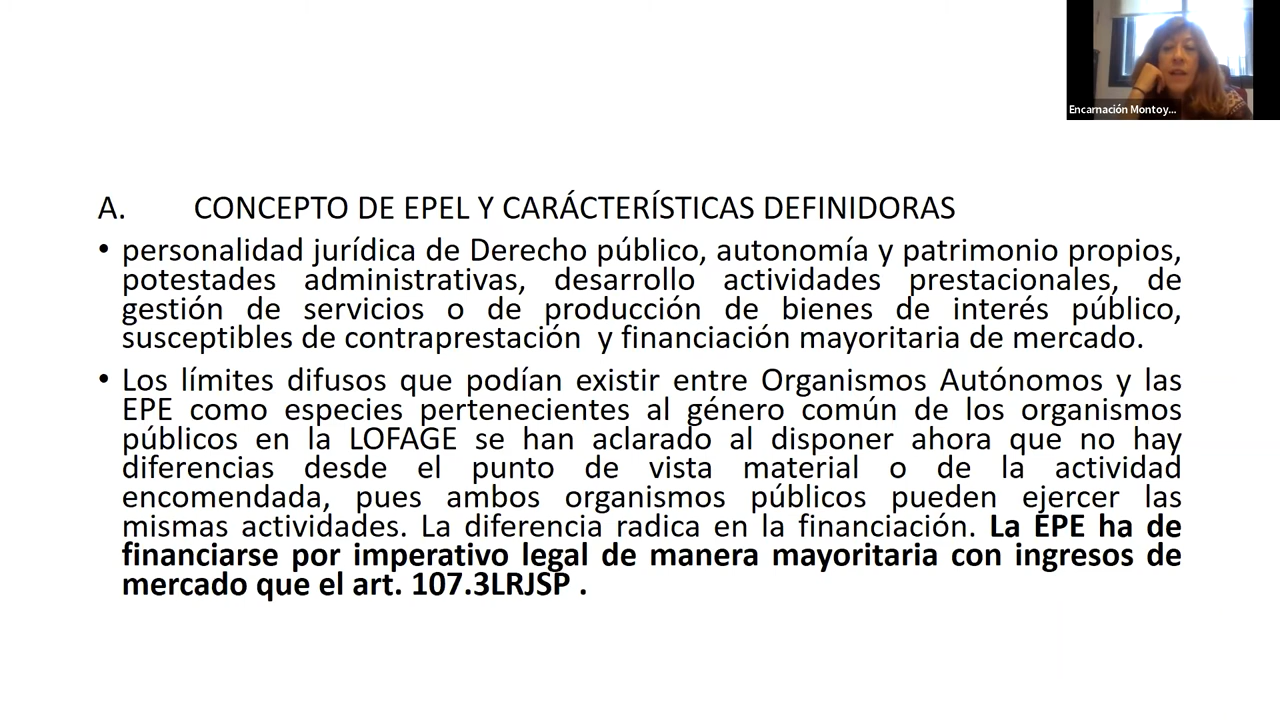 Encarnación Montoy...
A. CONCEPTO DE EPEL Y CARÁCTERÍSTICAS DEFINIDORAS
• personalidad jurídica de Derecho público, autonomía y patrimonio propios,
potestades administrativas, desarrollo actividades prestacionales, de
gestión de servicios o de producción de bienes de interés público,
susceptibles de contraprestación y financiación mayoritaria de mercado.
• Los límites difusos que podían existir entre Organismos Autónomos y las
EPE como especies pertenecientes al género común de los organismos
públicos en la LOFAGE se han aclarado al disponer ahora que no hay
diferencias desde el punto de vista material o de la actividad
encomendada, pues ambos organismos públicos pueden ejercer las
mismas actividades. La diferencia radica en la financiación. La EPE ha de
financiarse por imperativo legal de manera mayoritaria con ingresos de
mercado que el art. 107.3LRJSP .